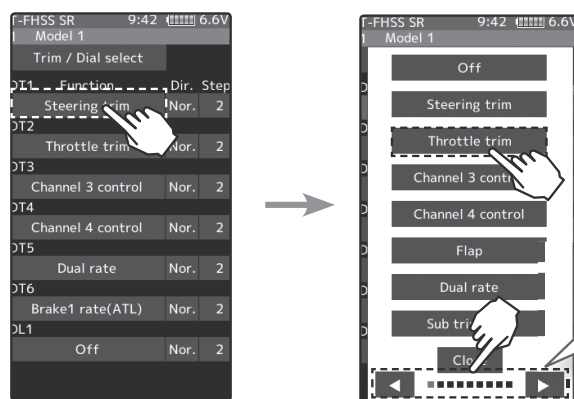 T-FHSS SR 9:42 6.6V
1 Model 1
Trim / Dial select
DT1 Function Dir. Step
Steering trim Nor. 2
DT2
Throttle trim Nor. 2
DT3
Channel 3 control Nor. 2
DT4
Channel 4 control Nor. 2
DT5
Dual rate Nor. 2
DT6
Brake1 rate(ATL) Nor. 2
DL1
Off Nor. 2
T-FHSS SR 9:42 6.6V
1 Model 1
Off
Steering trim
Throttle trim
Channel 3
Channel 4 control
Flap
Dual rate
Sub